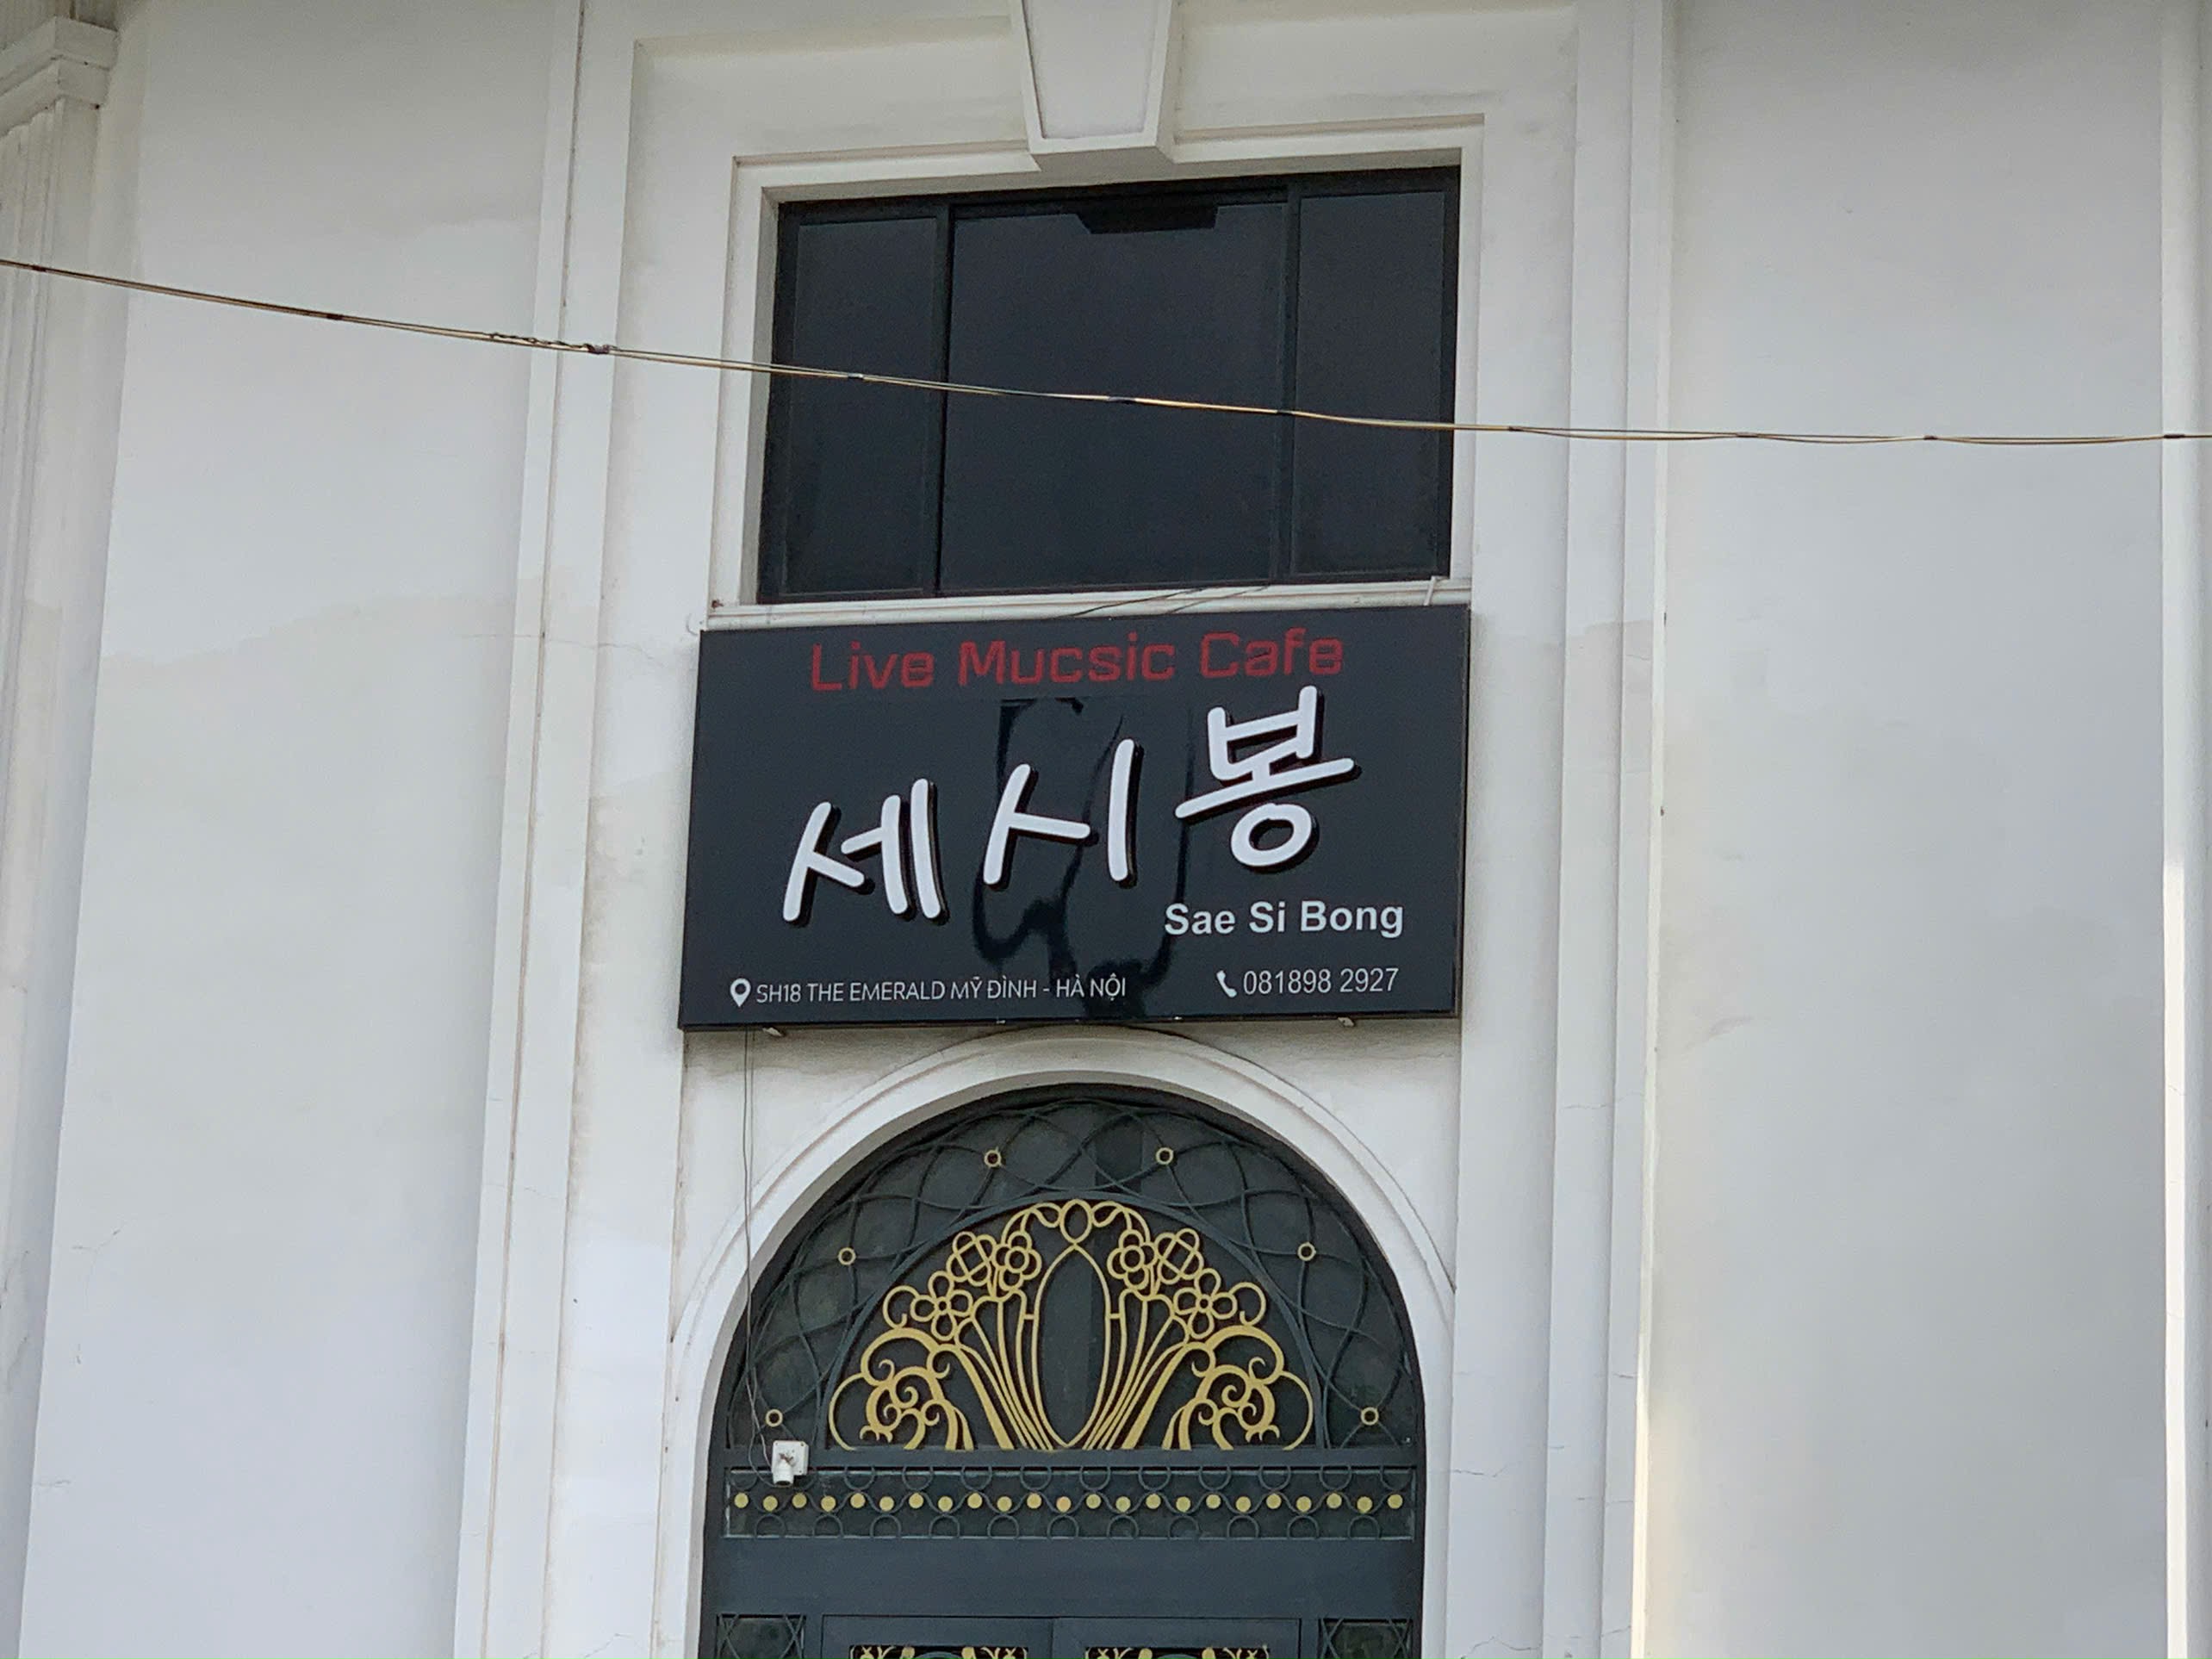 Live Mucsic Cafe
세시봉
Sae Si Bong
SH18 THE EMERALD MỸ ĐÌNH - HÀ NỘI
081898 2927